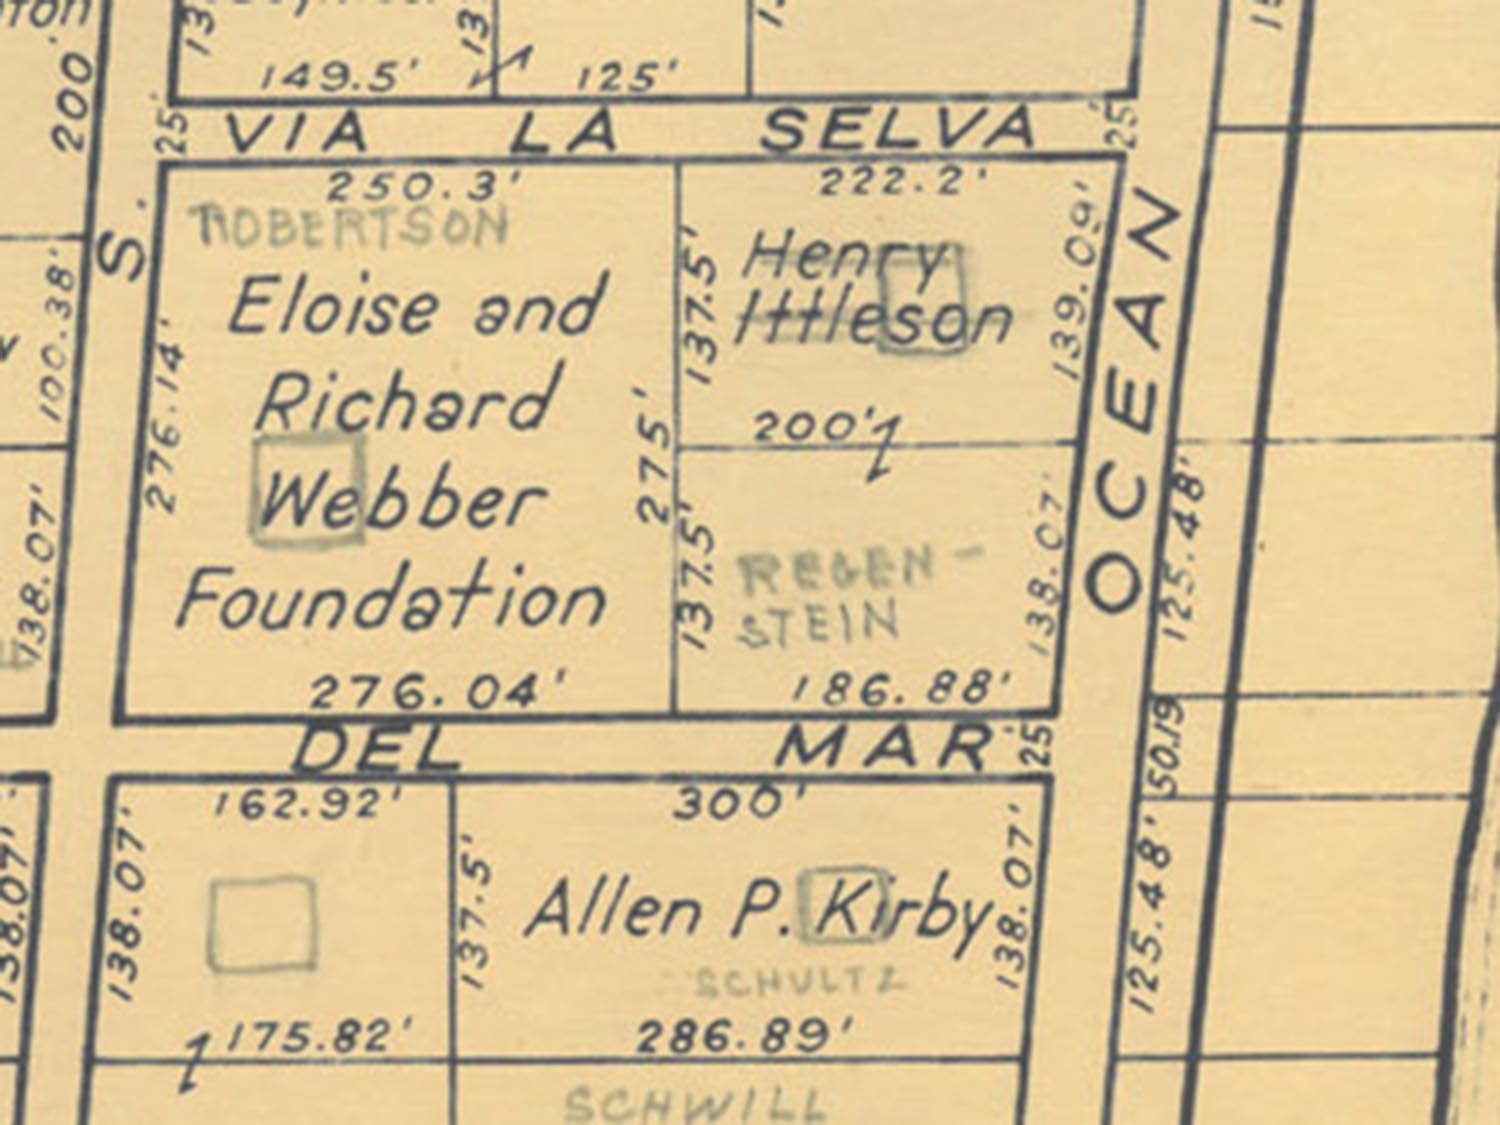 200'
149.5'
125'
25'
VIA LA SELVA
25'
250.3'
222.2'
ROBERTSON
Henry
Ittleson
Eloise and
Richard
Webber
Foundation
S.
OCEAN
100.38'
276.14'
275'
137.5'
139.09'
200'
138.07'
137.5'
REGEN-
STEIN
138.07'
125.48'
276.04'
186.88'
DEL MAR
25'
50.19
162.92'
300'
138.07'
138.07'
137.5'
Allen P. Kirby
138.07'
125.48'
SCHULTZ
175.82'
286.89'
SCHWILL